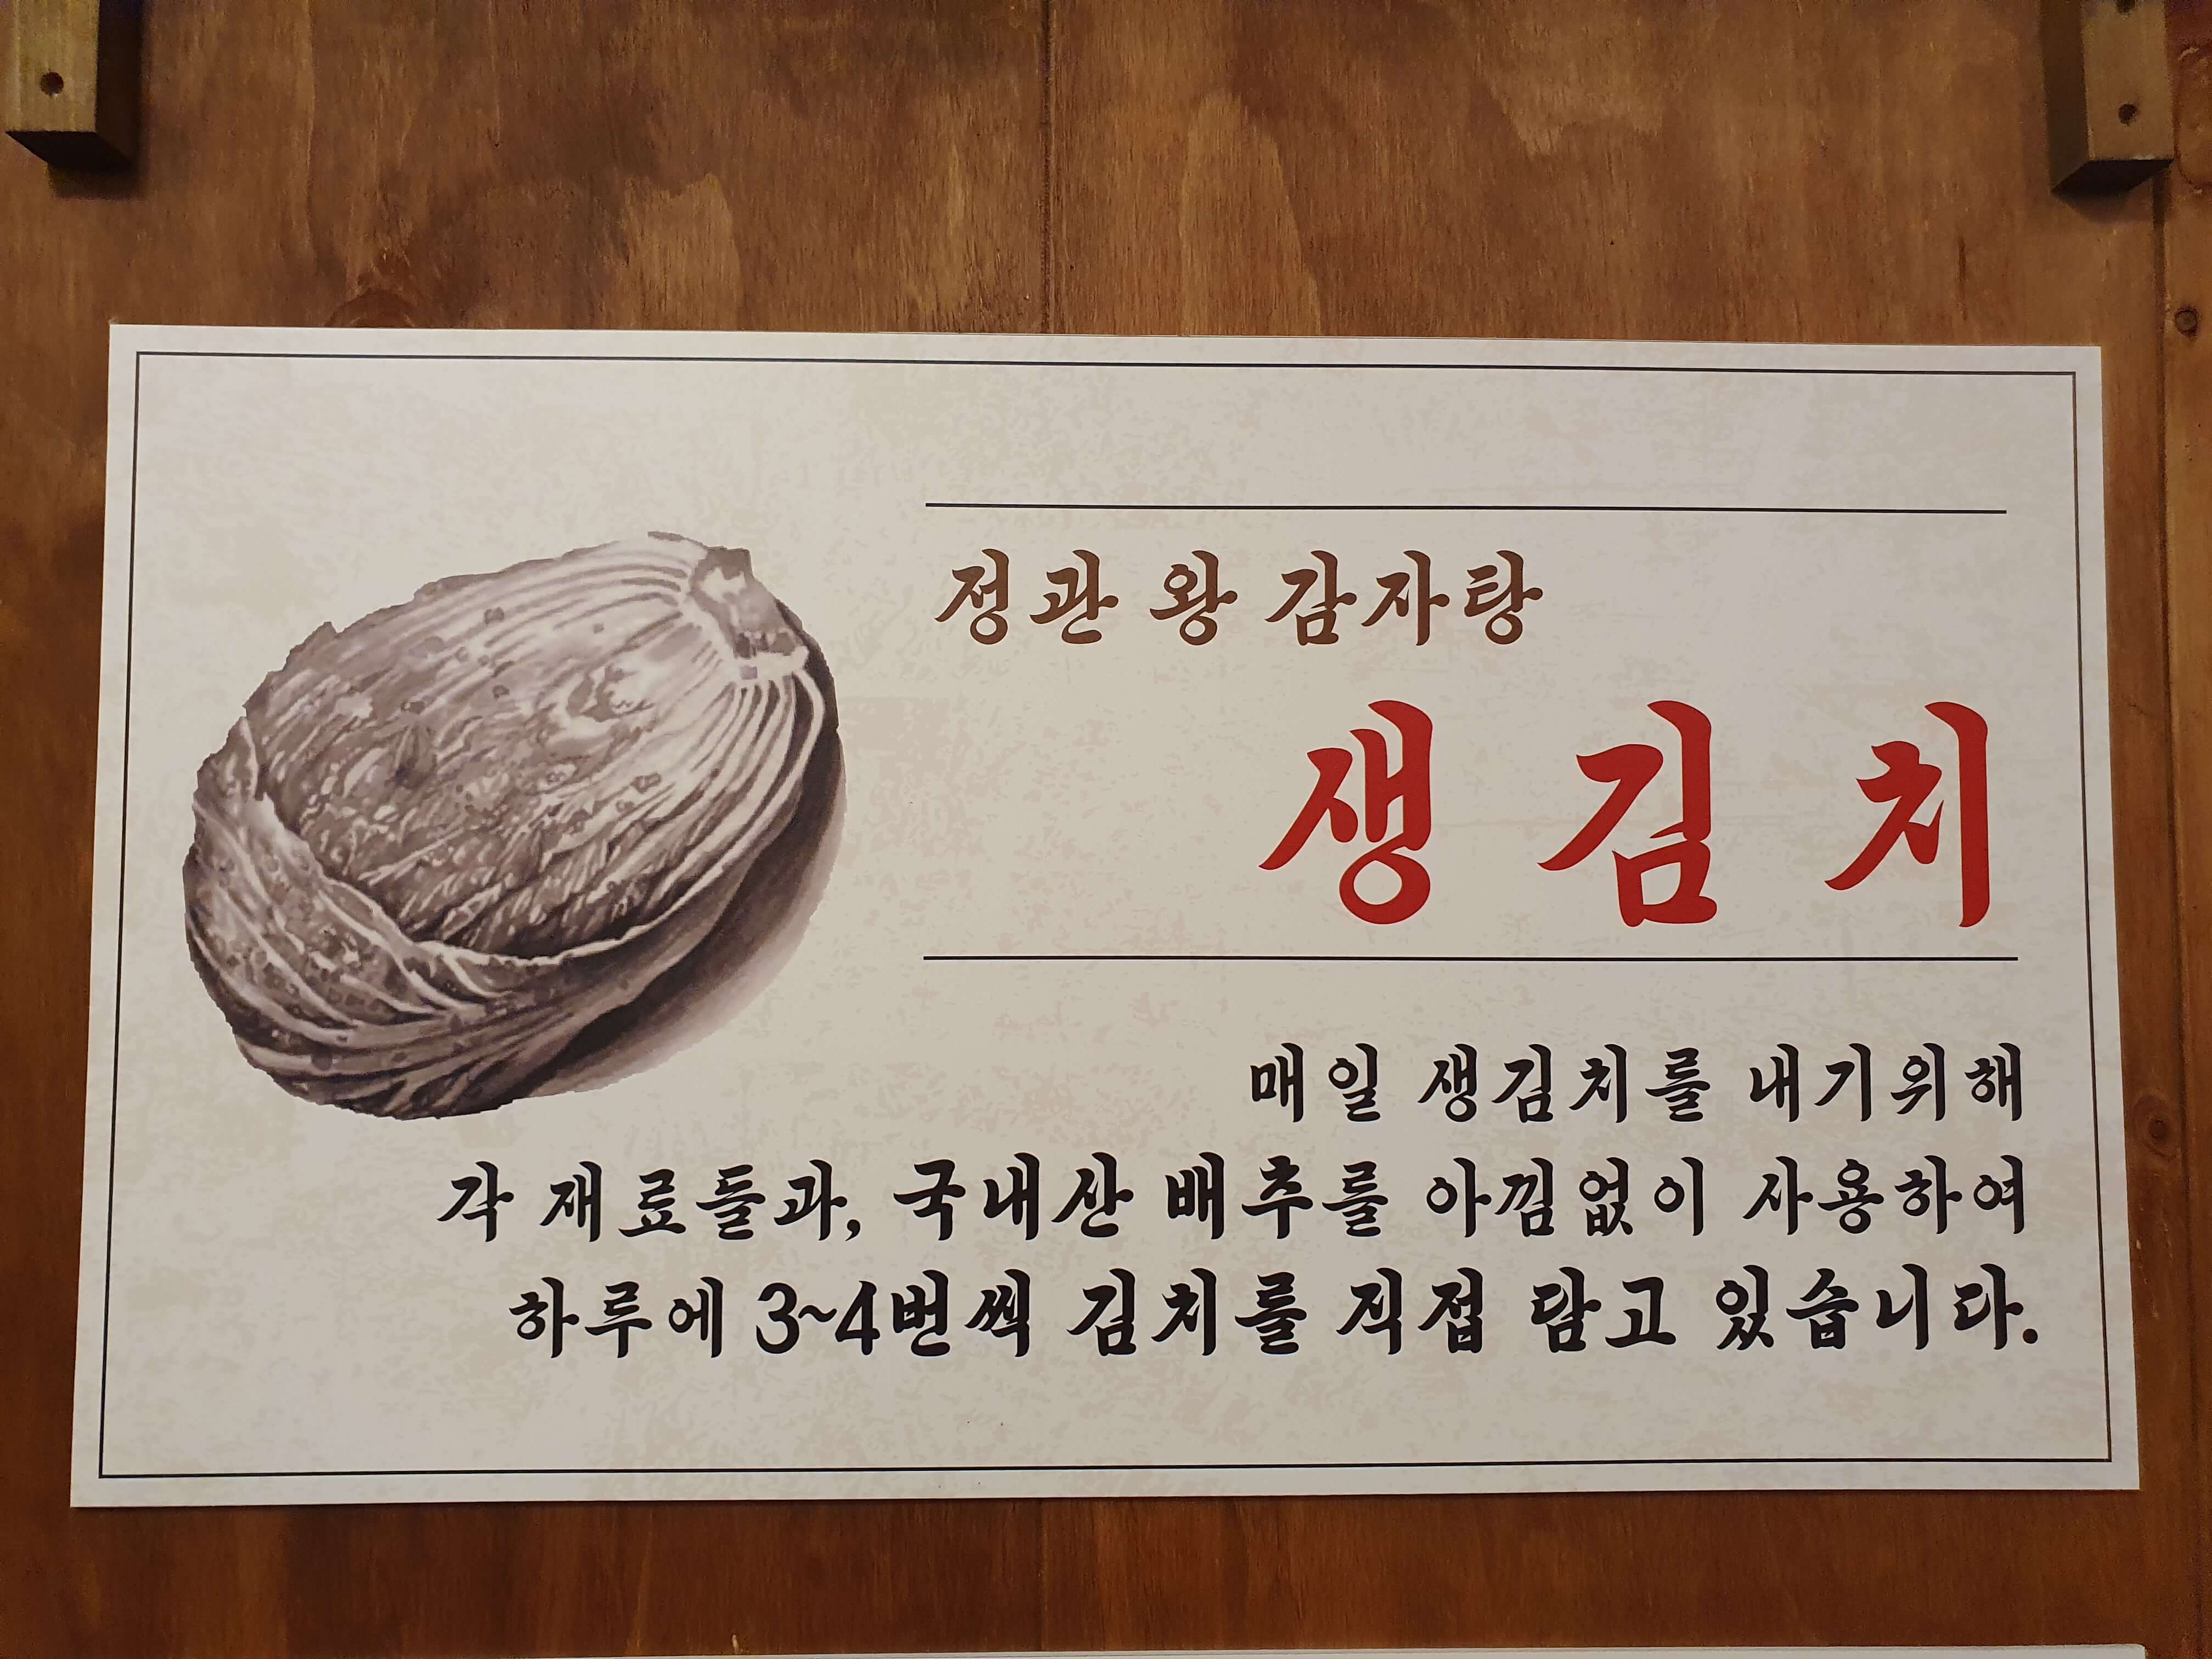 정관 왕 감자탕
생김치
매일 생김치를 내기위해
각 재료들과, 국내산 배추를 아낌없이 사용하여
하루에 3~4번씩 김치를 직접 담고 있습니다.